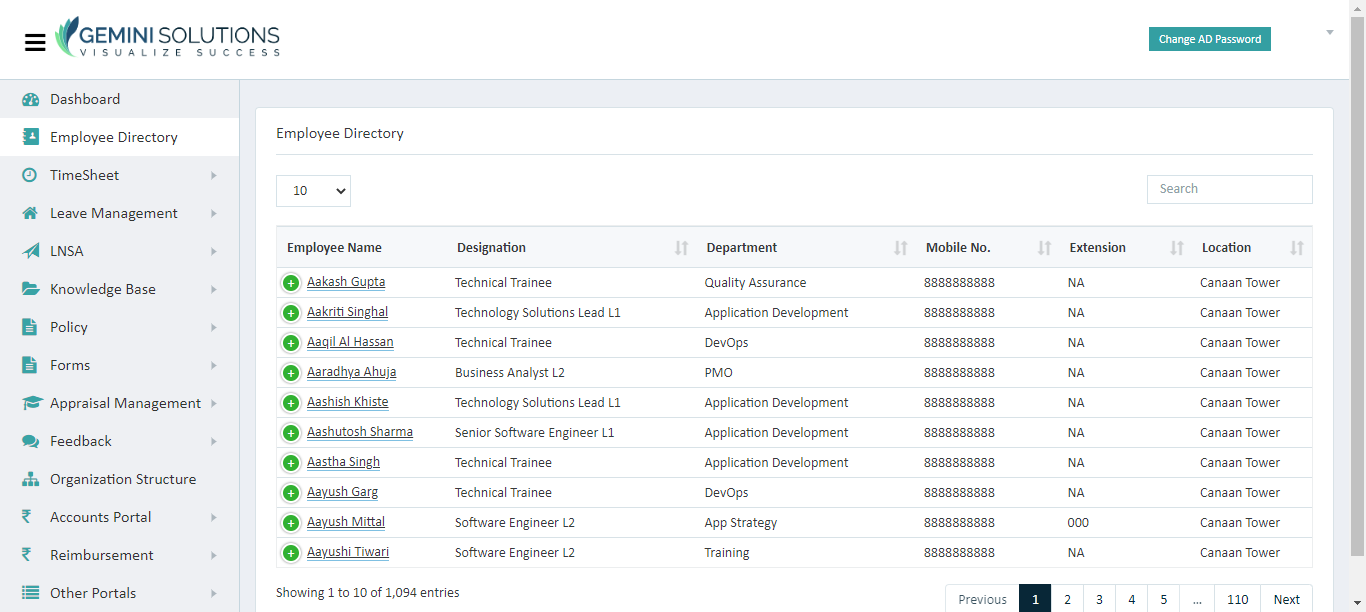 GEMINI SOLUTIONS
VISUALIZE SUCCESS
Change AD Password
Dashboard
Employee Directory
TimeSheet
Leave Management
LNSA
Knowledge Base
Policy
Forms
Appraisal Management
Feedback
Organization Structure
Accounts Portal
Reimbursement
Other Portals
Employee Directory
10
Search
Employee Name Designation Department Mobile No. Extension Location
Aakash Gupta Technical Trainee Quality Assurance 8888888888 NA Canaan Tower
Aakriti Singhal Technology Solutions Lead L1 Application Development 8888888888 NA Canaan Tower
Aaqil Al Hassan Technical Trainee DevOps 8888888888 NA Canaan Tower
Aaradhya Ahuja Business Analyst L2 PMO 8888888888 NA Canaan Tower
Aashish Khiste Technology Solutions Lead L1 Application Development 8888888888 NA Canaan Tower
Aashutosh Sharma Senior Software Engineer L1 Application Development 8888888888 NA Canaan Tower
Aastha Singh Technical Trainee Application Development 8888888888 NA Canaan Tower
Aayush Garg Technical Trainee DevOps 8888888888 NA Canaan Tower
Aayush Mittal Software Engineer L2 App Strategy 8888888888 000 Canaan Tower
Aayushi Tiwari Software Engineer L2 Training 8888888888 NA Canaan Tower
Showing 1 to 10 of 1,094 entries
Previous 1 2 3 4 5 ... 110 Next